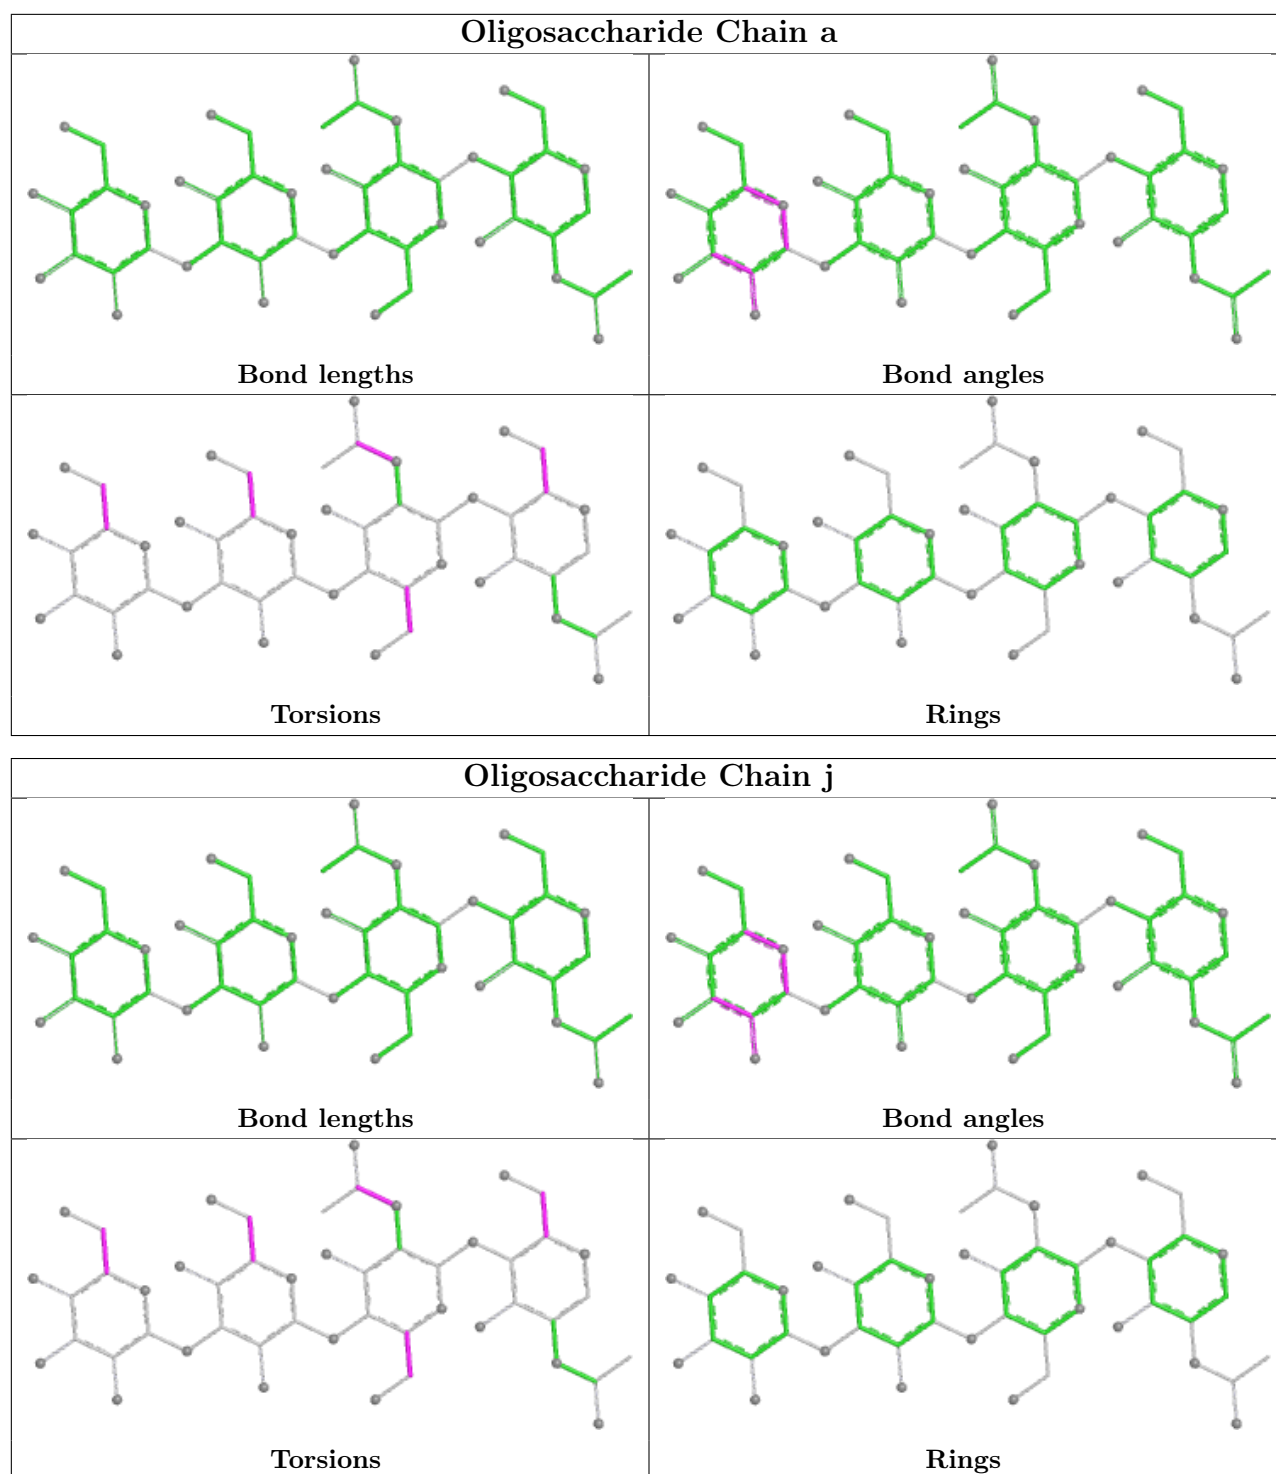 Oligosaccharide Chain a
Bond lengths
Bond angles
Torsions
Rings
Oligosaccharide Chain j
Bond lengths
Bond angles
Torsions
Rings